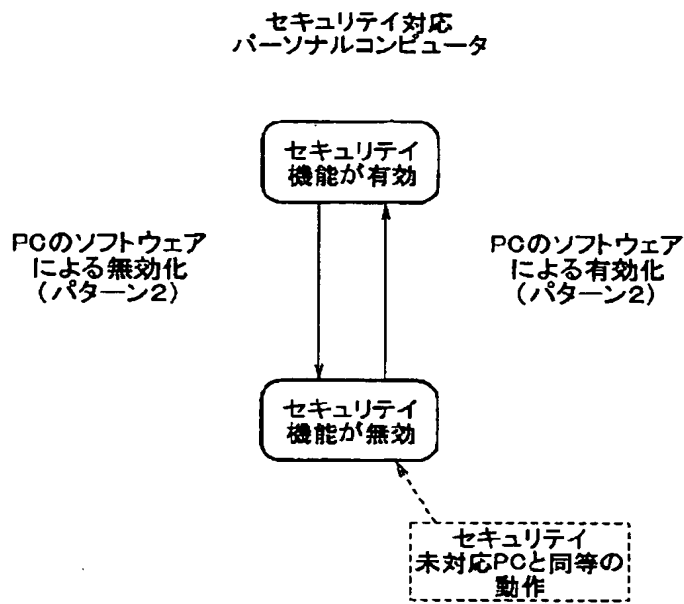 セキュリテイ対応
パーソナルコンピュータ
セキュリテイ
機能が有効
PCのソフトウェア
による無効化
（パターン２）
PCのソフトウェア
による有効化
（パターン２）
セキュリテイ
機能が無効
セキュリテイ
未対応PCと同等の
動作